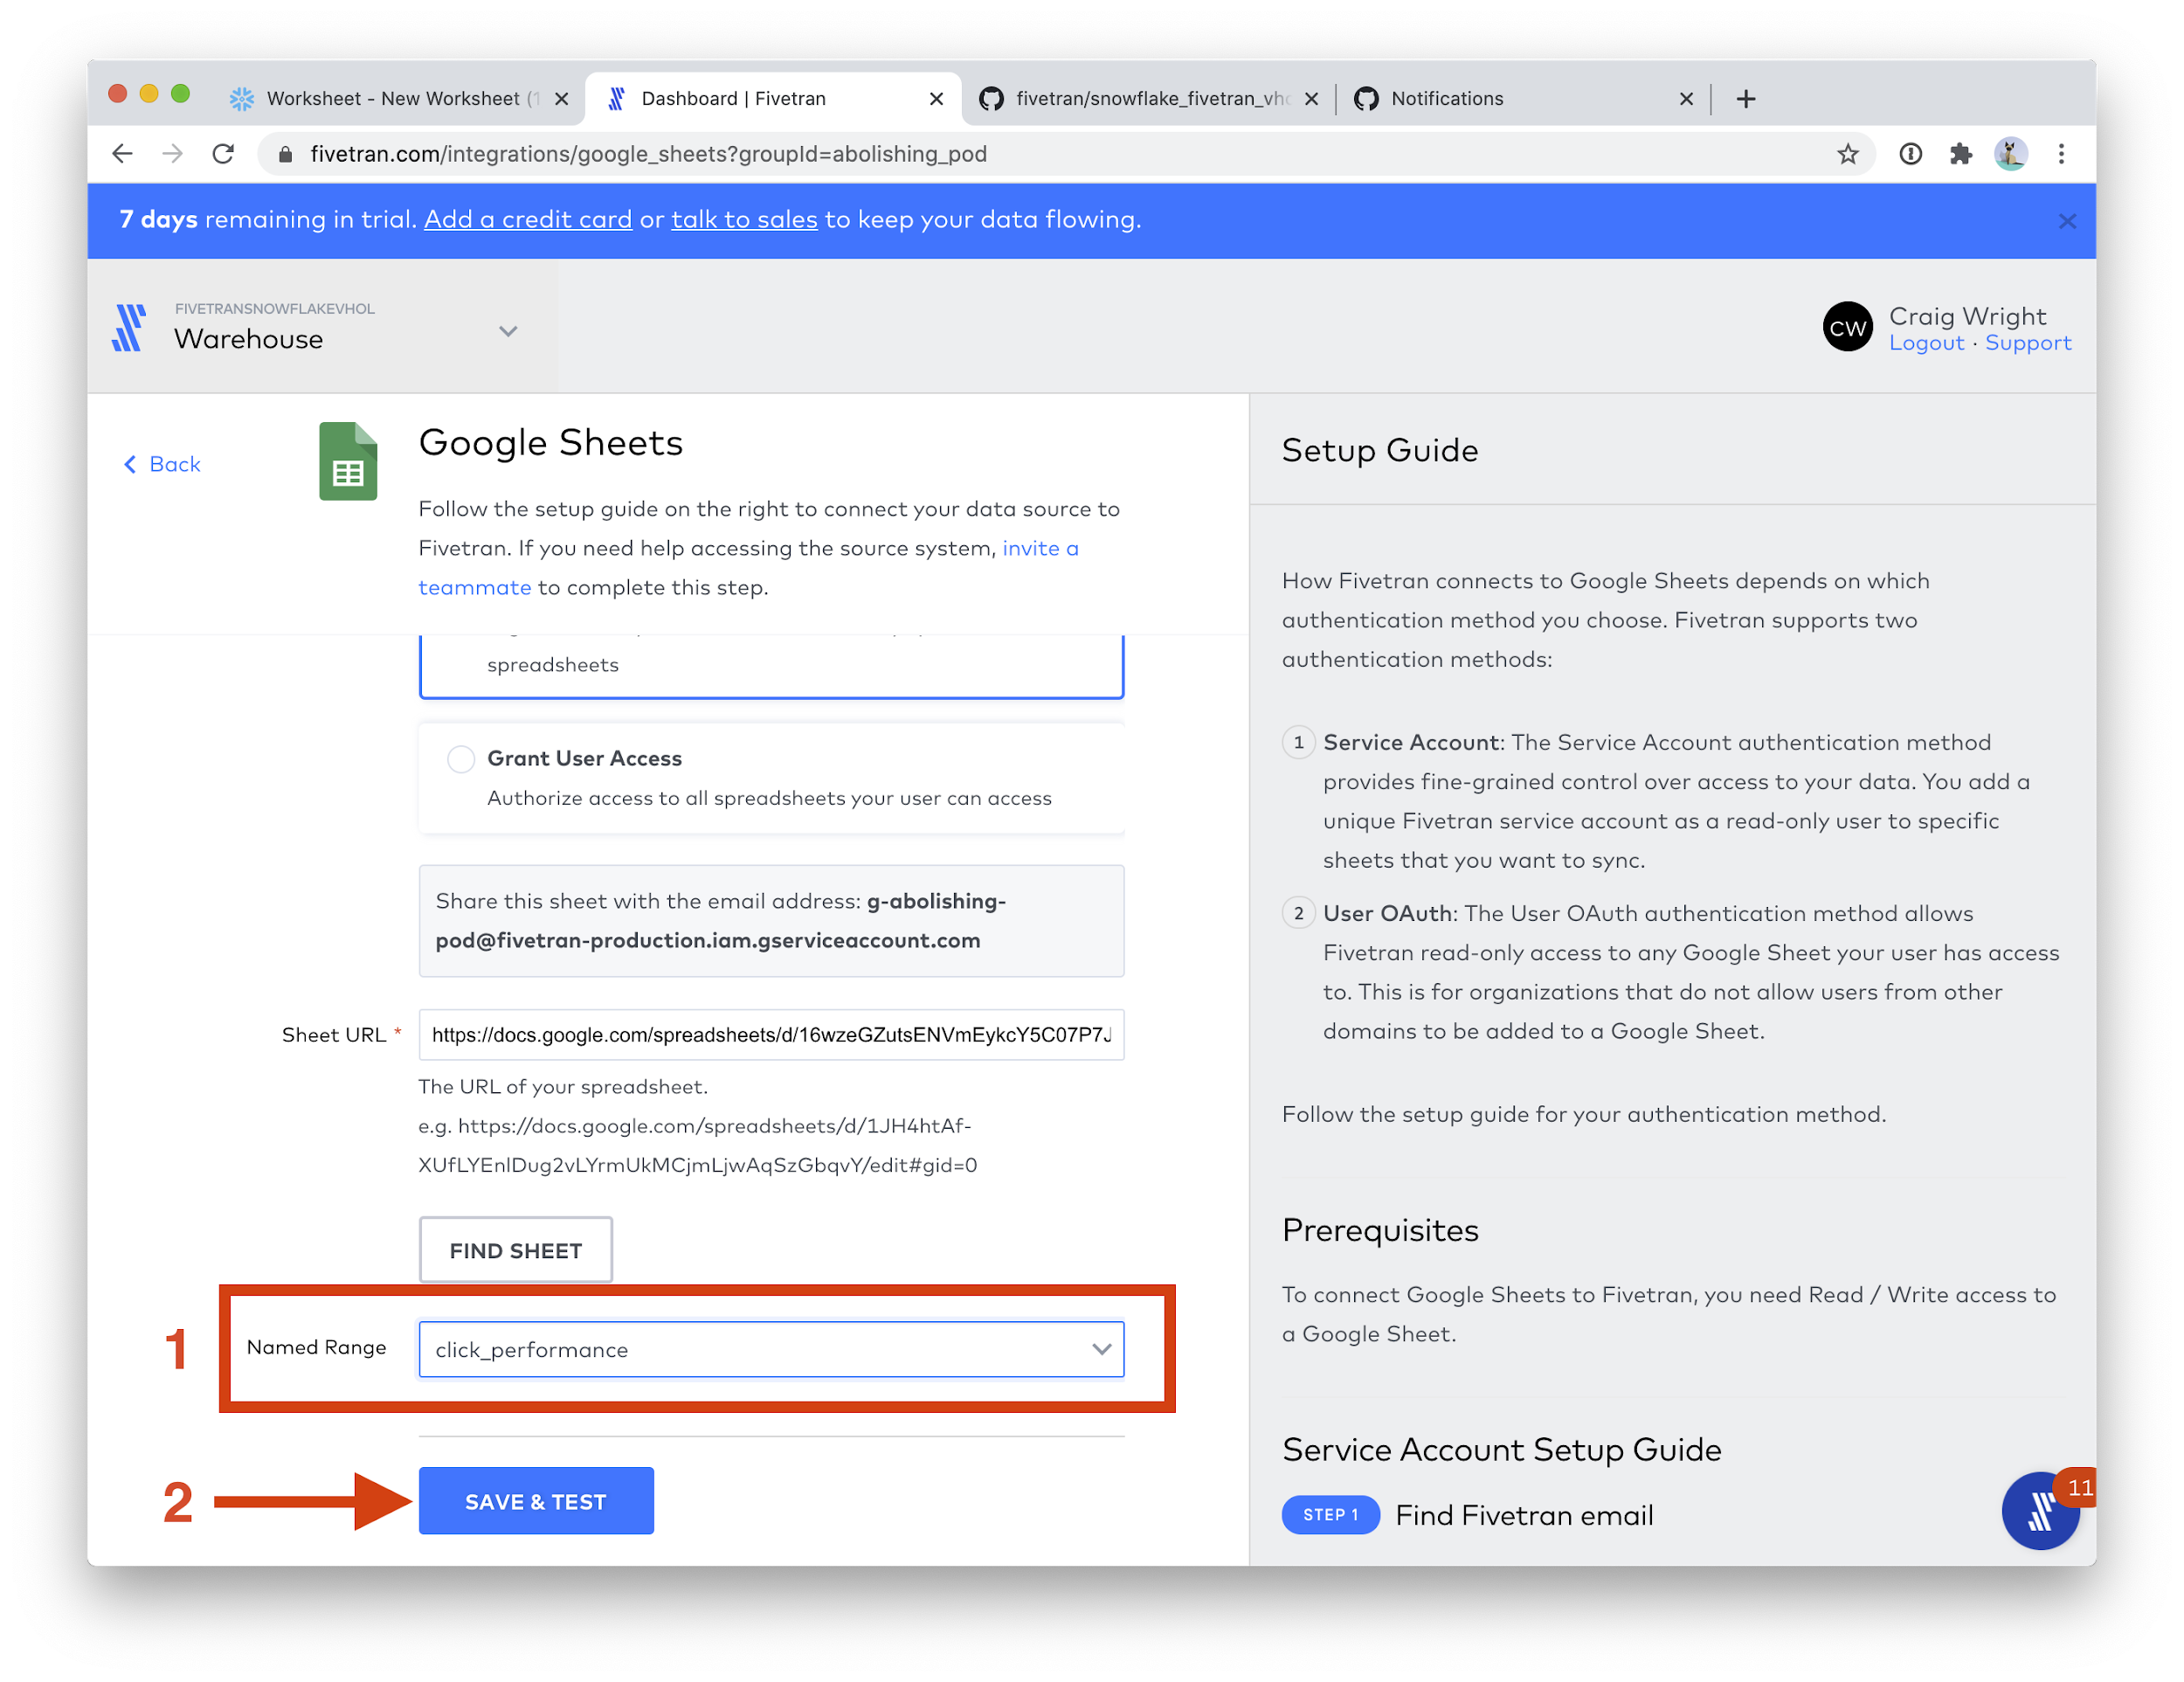 Worksheet - New Worksheet (1
Dashboard | Fivetran
fivetran/snowflake_fivetran_vho
Notifications
fivetran.com/integrations/google_sheets?groupId=abolishing_pod
7 days remaining in trial. Add a credit card or talk to sales to keep your data flowing.
FIVETRANSNOWFLAKEVHOL
Warehouse
CW
Craig Wright
Logout · Support
Back
Google Sheets
Follow the setup guide on the right to connect your data source to
Fivetran. If you need help accessing the source system, invite a
teammate to complete this step.
spreadsheets
Grant User Access
Authorize access to all spreadsheets your user can access
Share this sheet with the email address: g-abolishing-
pod@fivetran-production.iam.gserviceaccount.com
Sheet URL *
https://docs.google.com/spreadsheets/d/16wzeGZutsENVmEykcY5C07P7J
The URL of your spreadsheet.
e.g. https://docs.google.com/spreadsheets/d/1JH4htAf-
XUfLYEnlDug2vLYrmUkMCjmLjwAqSzGbqvY/edit#gid=0
FIND SHEET
1
Named Range
click_performance
2
SAVE & TEST
Setup Guide
How Fivetran connects to Google Sheets depends on which
authentication method you choose. Fivetran supports two
authentication methods:
1 Service Account: The Service Account authentication method
provides fine-grained control over access to your data. You add a
unique Fivetran service account as a read-only user to specific
sheets that you want to sync.
2 User OAuth: The User OAuth authentication method allows
Fivetran read-only access to any Google Sheet your user has access
to. This is for organizations that do not allow users from other
domains to be added to a Google Sheet.
Follow the setup guide for your authentication method.
Prerequisites
To connect Google Sheets to Fivetran, you need Read / Write access to
a Google Sheet.
Service Account Setup Guide
STEP 1 Find Fivetran email
11